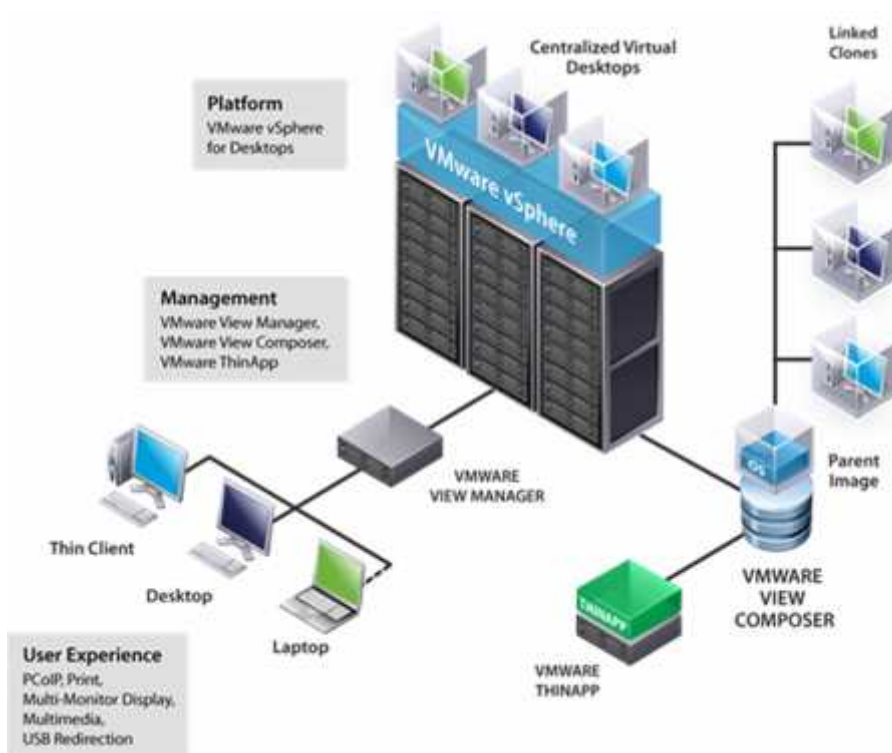 Centralized Virtual
Desktops
Linked
Clones
Platform
VMware vSphere
for Desktops
VMware vSphere
Management
VMware View Manager,
VMware View Composer,
VMware ThinApp
VMWARE
VIEW MANAGER
OS
Parent
Image
Thin Client
Desktop
Laptop
THINAPP
VMWARE
THINAPP
VMWARE
VIEW
COMPOSER
User Experience
PCoIP, Print,
Multi-Monitor Display,
Multimedia,
USB Redirection